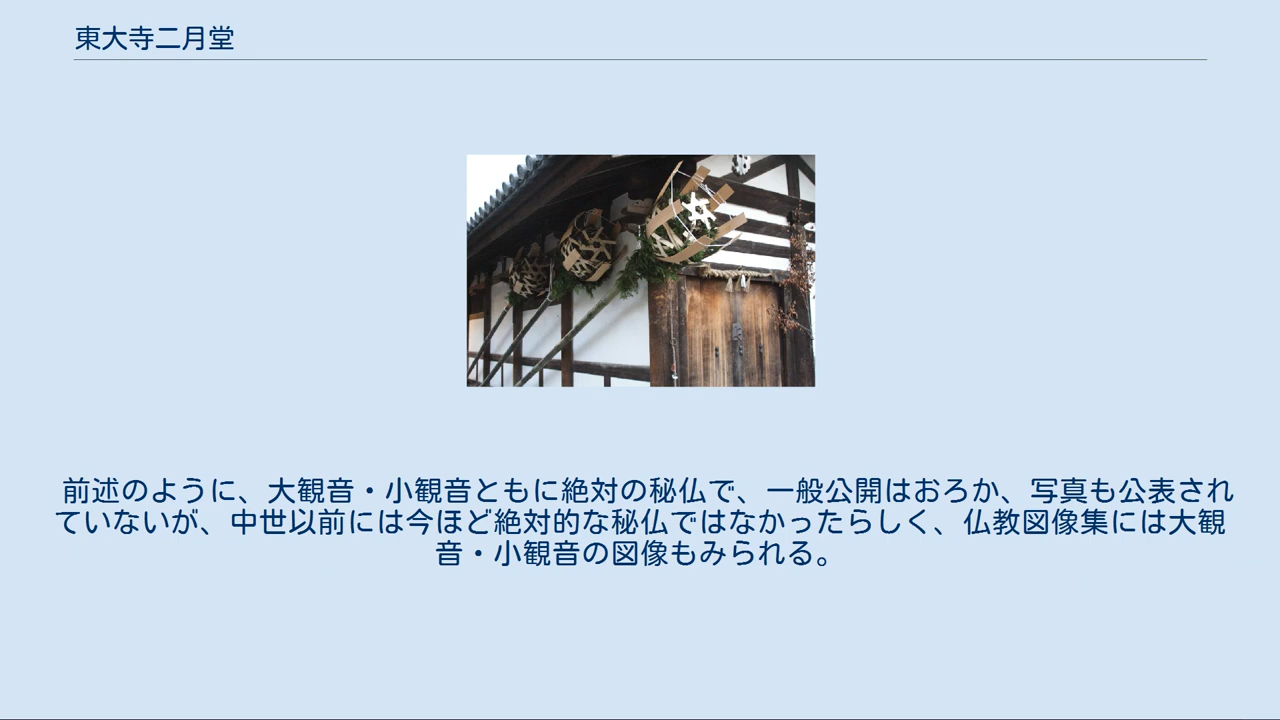 東大寺二月堂
前述のように、大観音・小観音ともに絶対の秘仏で、一般公開はおろか、写真も公表され
ていないが、中世以前には今ほど絶対的な秘仏ではなかったらしく、仏教図像集には大観
音・小観音の図像もみられる。